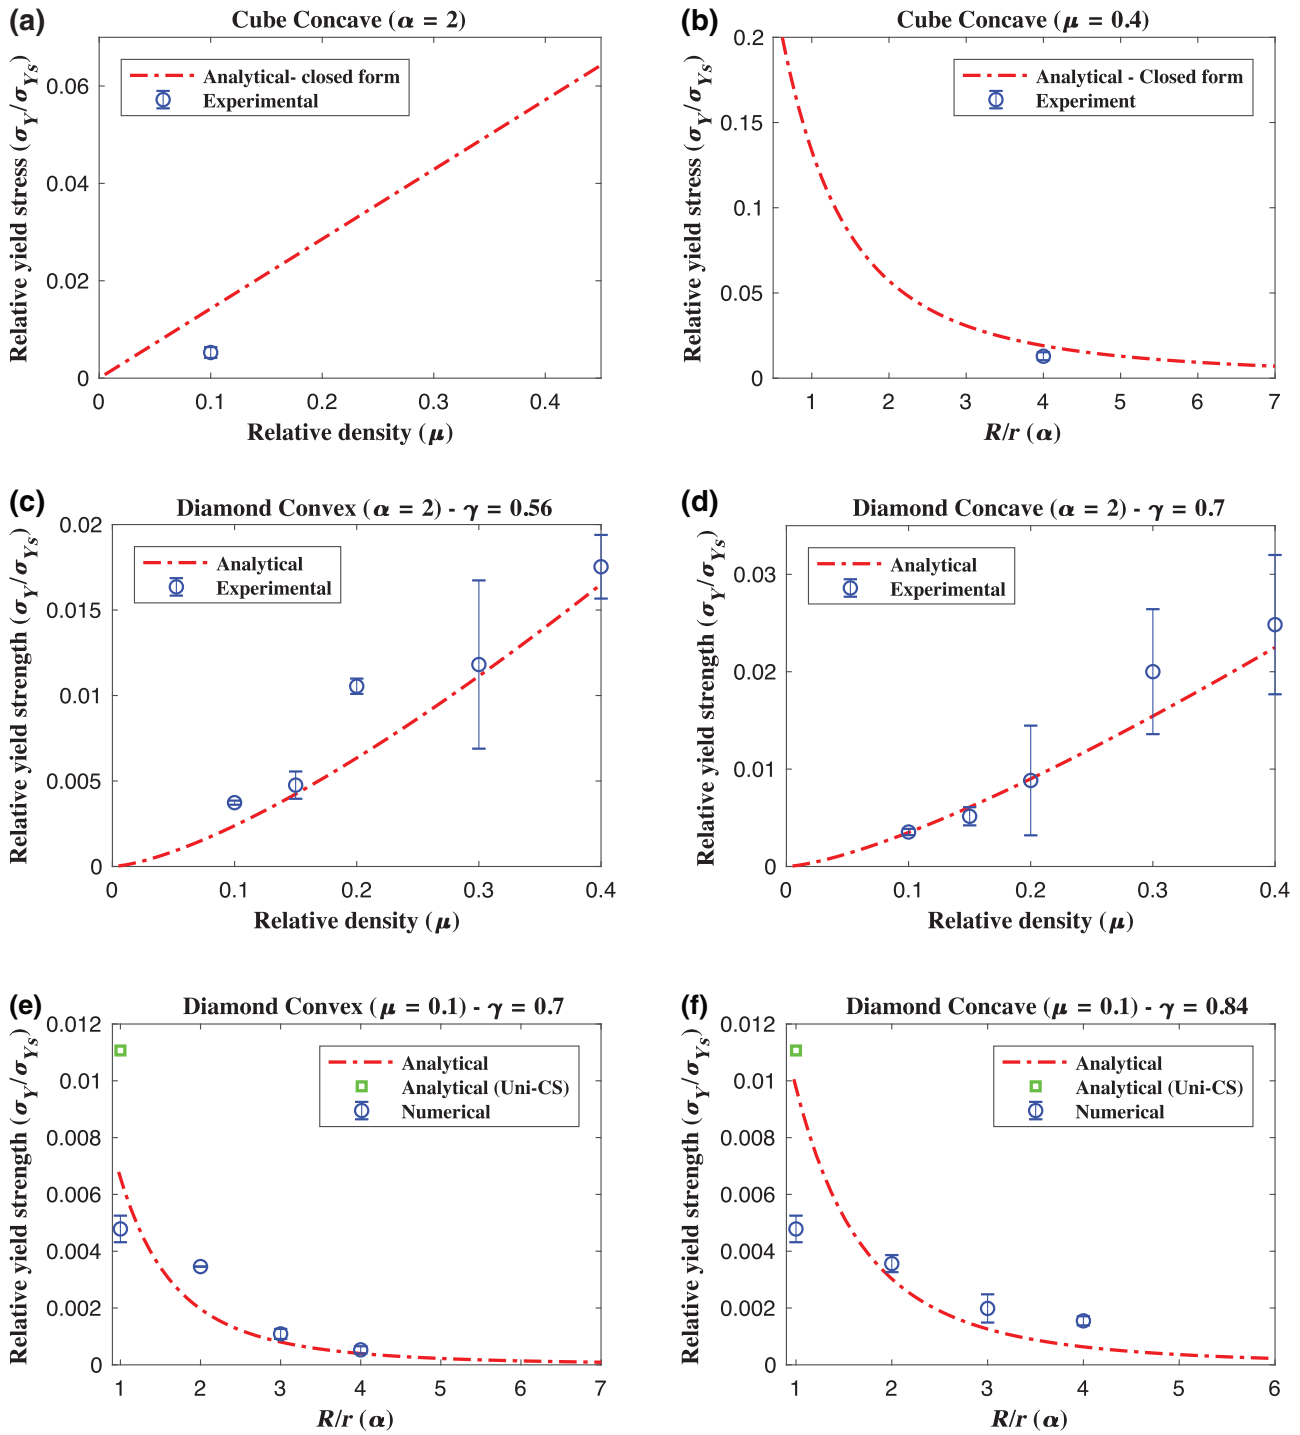 (a)
Cube Concave (α = 2)
Relative yield stress (σY/σYs)
0.06
0.04
0.02
0
Analytical- closed form
Experimental
0 0.1 0.2 0.3 0.4
Relative density (μ)
(b)
Cube Concave (μ = 0.4)
Relative yield stress (σY/σYs)
0.2
0.15
0.1
0.05
0
Analytical - Closed form
Experiment
1 2 3 4 5 6 7
R/r (α)
(c)
Diamond Convex (α = 2) - γ = 0.56
Relative yield strength (σY/σYs)
0.02
0.015
0.01
0.005
0
Analytical
Experimental
0 0.1 0.2 0.3 0.4
Relative density (μ)
(d)
Diamond Concave (α = 2) - γ = 0.7
Relative yield strength (σY/σYs)
0.03
0.02
0.01
0
Analytical
Experimental
0 0.1 0.2 0.3 0.4
Relative density (μ)
(e)
Diamond Convex (μ = 0.1) - γ = 0.7
Relative yield strength (σY/σYs)
0.012
0.01
0.008
0.006
0.004
0.002
0
Analytical
Analytical (Uni-CS)
Numerical
1 2 3 4 5 6 7
R/r (α)
(f)
Diamond Concave (μ = 0.1) - γ = 0.84
Relative yield strength (σY/σYs)
0.012
0.01
0.008
0.006
0.004
0.002
0
Analytical
Analytical (Uni-CS)
Numerical
1 2 3 4 5 6
R/r (α)